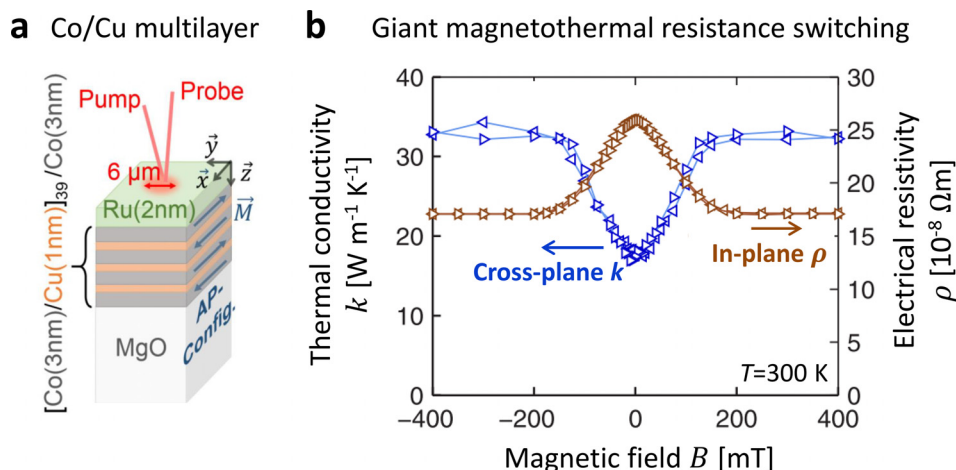 a Co/Cu multilayer
[Co(3nm)/Cu(1nm)]39/Co(3nm)
Pump
Probe
6 μm
y⃗
x⃗
z⃗
Ru(2nm)
M⃗
AP-
Config.
MgO
b Giant magnetothermal resistance switching
Thermal conductivity
k [W m⁻¹ K⁻¹]
40
30
20
10
0
Cross-plane k
In-plane ρ
T=300 K
30
25
20
15
10
5
0
Electrical resistivity
ρ [10⁻⁸ Ωm]
−400
−200
0
200
400
Magnetic field B [mT]